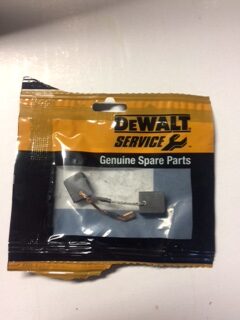 DEWALT
SERVICE
Genuine Spare Parts